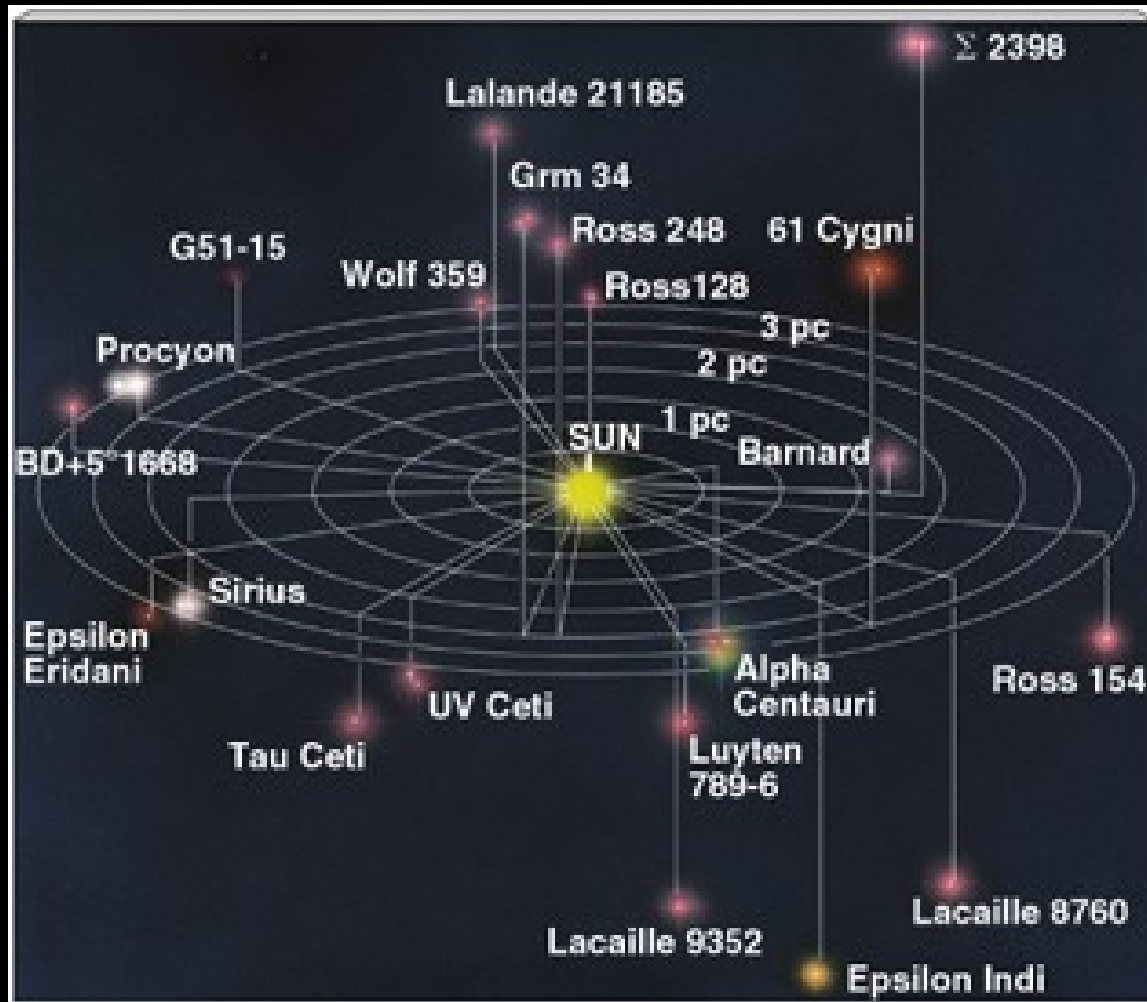 Σ 2398
Lalande 21185
Grm 34
Ross 248
61 Cygni
G51-15
Wolf 359
Ross128
3 pc
Procyon
2 pc
1 pc
SUN
Barnard
BD+5°1668
Sirius
Epsilon
Eridani
Alpha
Centauri
Ross 154
UV Ceti
Tau Ceti
Luyten
789-6
Lacaille 8760
Lacaille 9352
Epsilon Indi